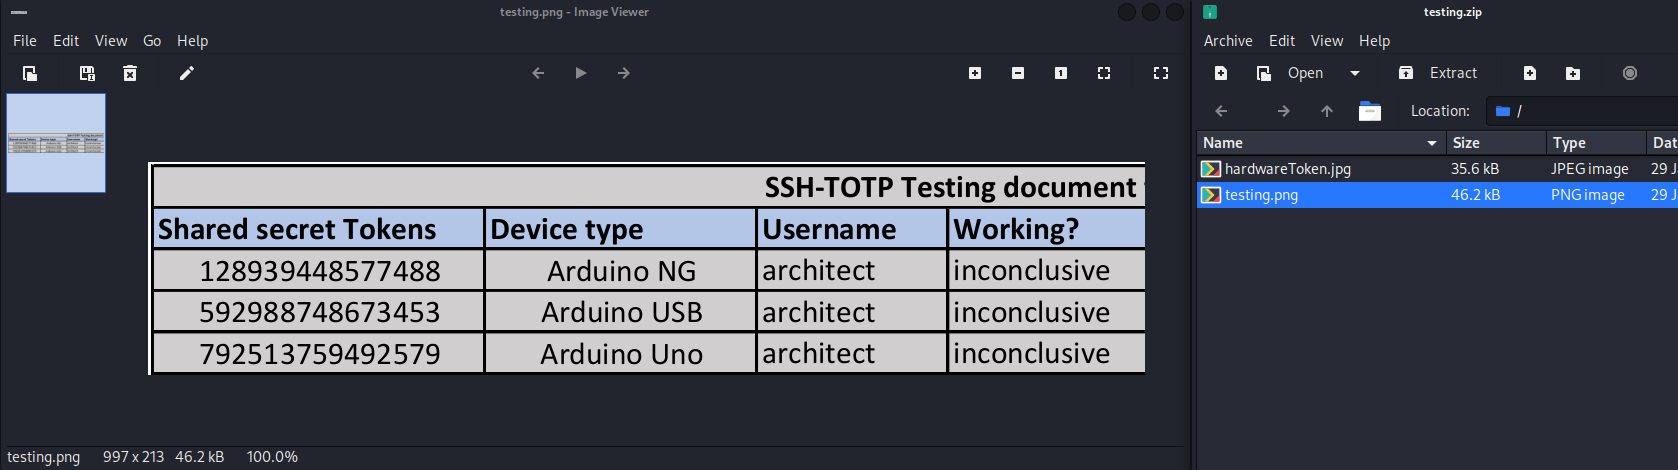 testing.png - Image Viewer
File Edit View Go Help
SSH-TOTP Testing document
Shared secret Tokens Device type Username Working?
128939448577488 Arduino NG architect inconclusive
592988748673453 Arduino USB architect inconclusive
792513759492579 Arduino Uno architect inconclusive
testing.png 997 x 213 46.2 kB 100.0%
testing.zip
Archive Edit View Help
Open Extract
Location: /
Name Size Type Dat
hardwareToken.jpg 35.6 kB JPEG image 29 J
testing.png 46.2 kB PNG image 29 J